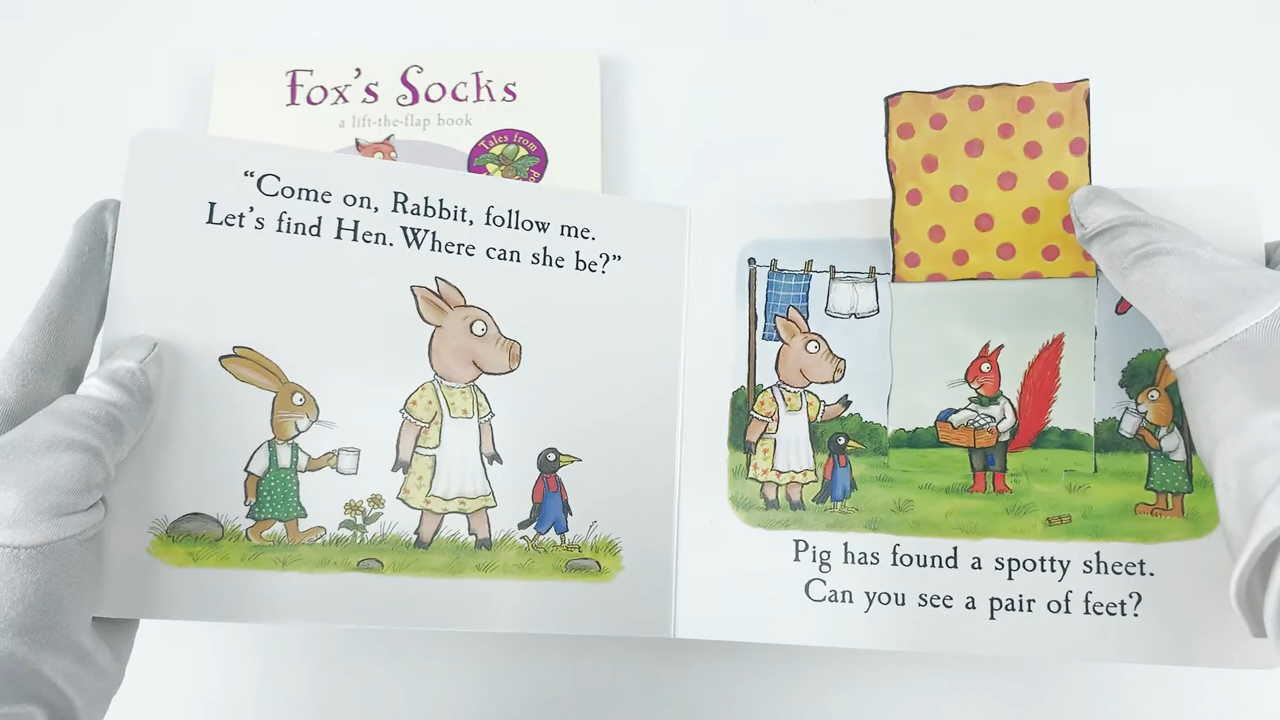 Fox's Socks
a lift-the-flap book
Tales from
"Come on, Rabbit, follow me.
Let's find Hen. Where can she be?"
Pig has found a spotty sheet.
Can you see a pair of feet?